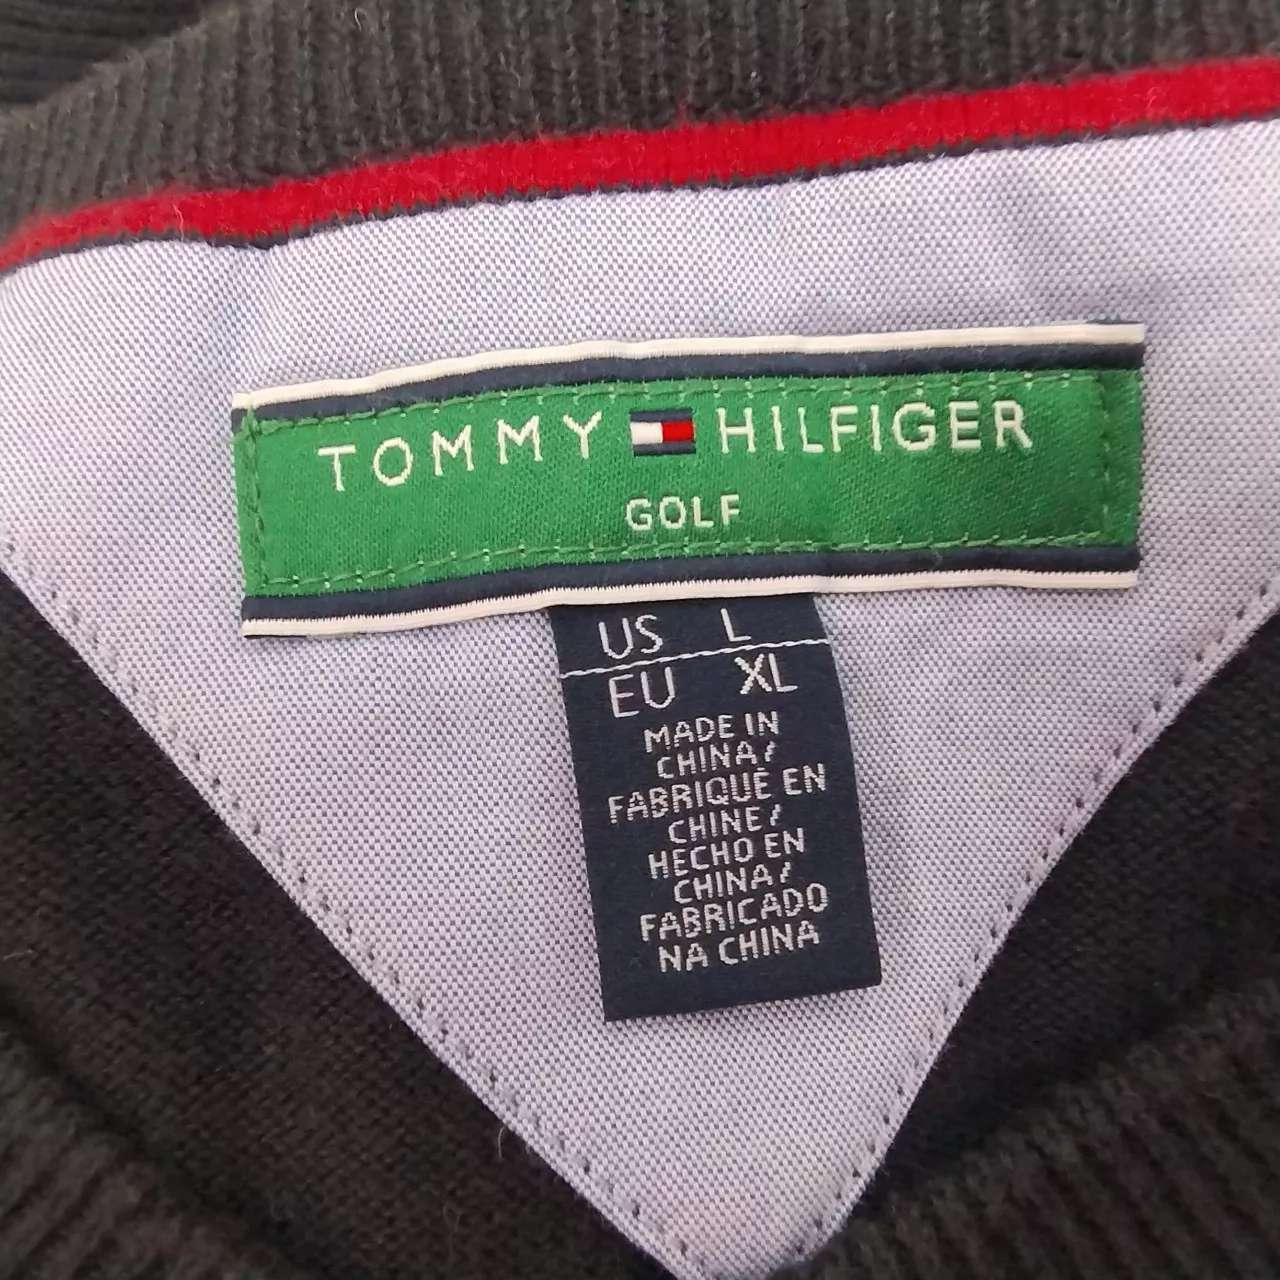 TOMMY HILFIGER
GOLF
US L
EU XL
MADE IN
CHINA/
FABRIQUÉ EN
CHINE/
HECHO EN
CHINA/
FABRICADO
NA CHINA